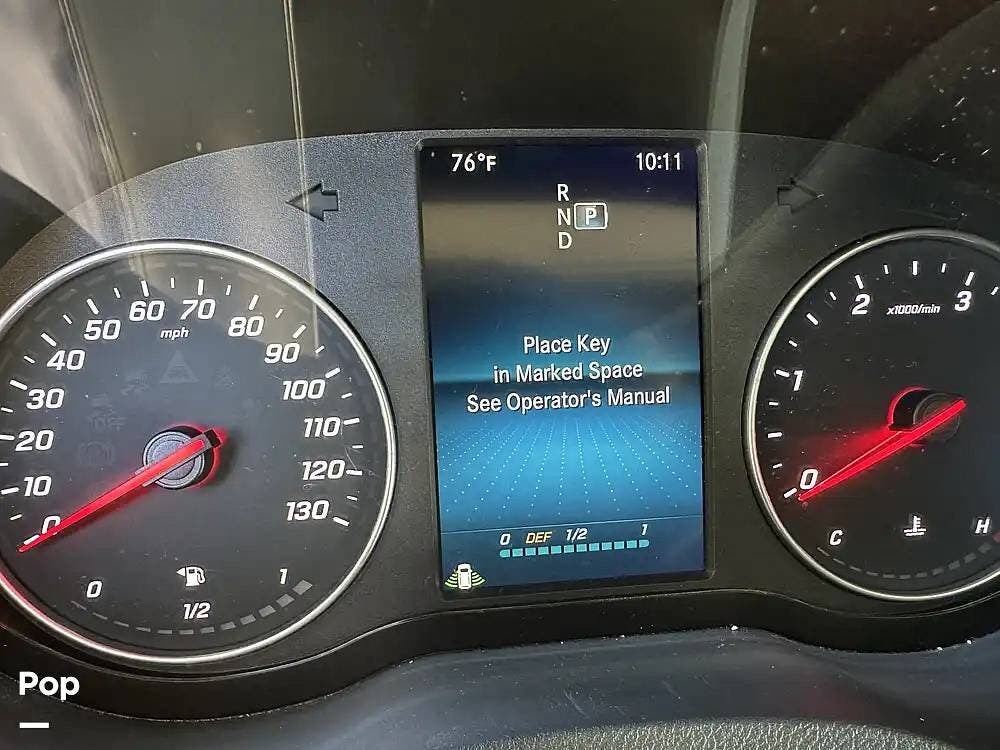 76°F 10:11
R
N P
D
Place Key
in Marked Space
See Operator's Manual
0 DEF 1/2 1
0 10 20 30 40 50 60 70 80 90 100 110 120 130
mph
0 1/2 1
0 1 2 3
x1000/min
C H
Pop